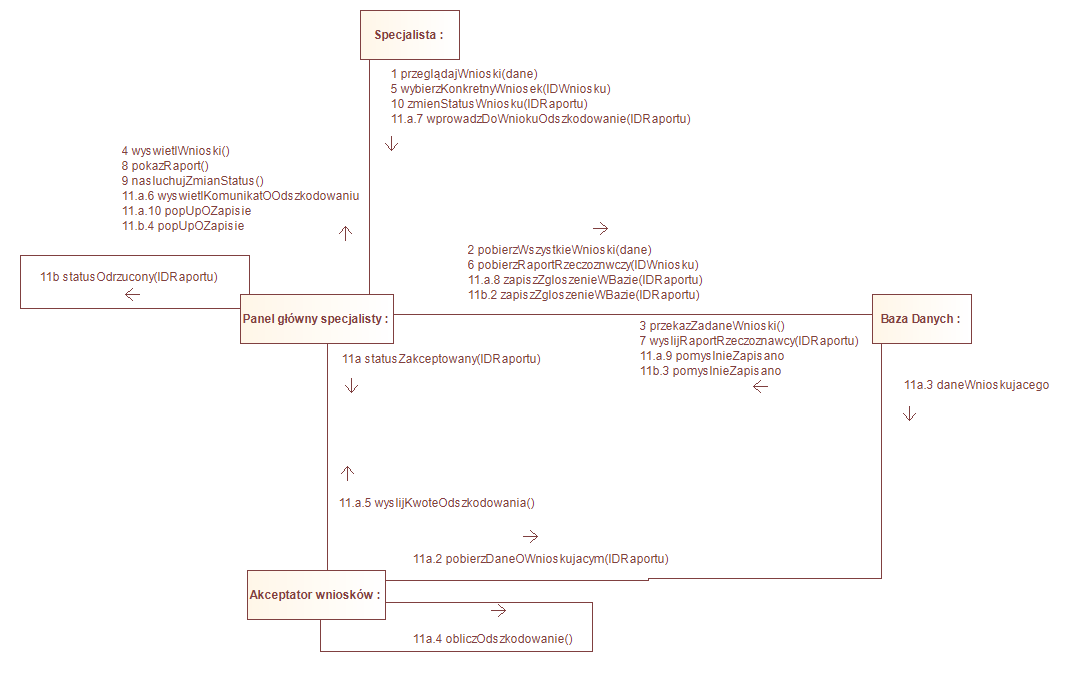 Specjalista :
1 przeglądajWnioski(dane)
5 wybierzKonkretnyWniosek(IDWniosku)
10 zmienStatusWniosku(IDRaportu)
11.a.7 wprowadzDoWniokuOdszkodowanie(IDRaportu)
4 wyswietlWnioski()
8 pokazRaport()
9 nasluchujZmianStatus()
11.a.6 wyswietlKomunikatOOdszkodowaniu
11.a.10 popUpOZapisie
11.b.4 popUpOZapisie
2 pobierzWszystkieWnioski(dane)
6 pobierzRaportRzeczoznwczy(IDWniosku)
11.a.8 zapiszZgloszenieWBazie(IDRaportu)
11b.2 zapiszZgloszenieWBazie(IDRaportu)
11b statusOdrzucony(IDRaportu)
Panel główny specjalisty :
Baza Danych :
3 przekazZadaneWnioski()
7 wyslijRaportRzeczoznawcy(IDRaportu)
11.a.9 pomyslnieZapisano
11b.3 pomyslnieZapisano
11a statusZakceptowany(IDRaportu)
11a.3 daneWnioskujacego
11.a.5 wyslijKwoteOdszkodowania()
11a.2 pobierzDaneOWnioskujacym(IDRaportu)
Akceptator wniosków :
11a.4 obliczOdszkodowanie()